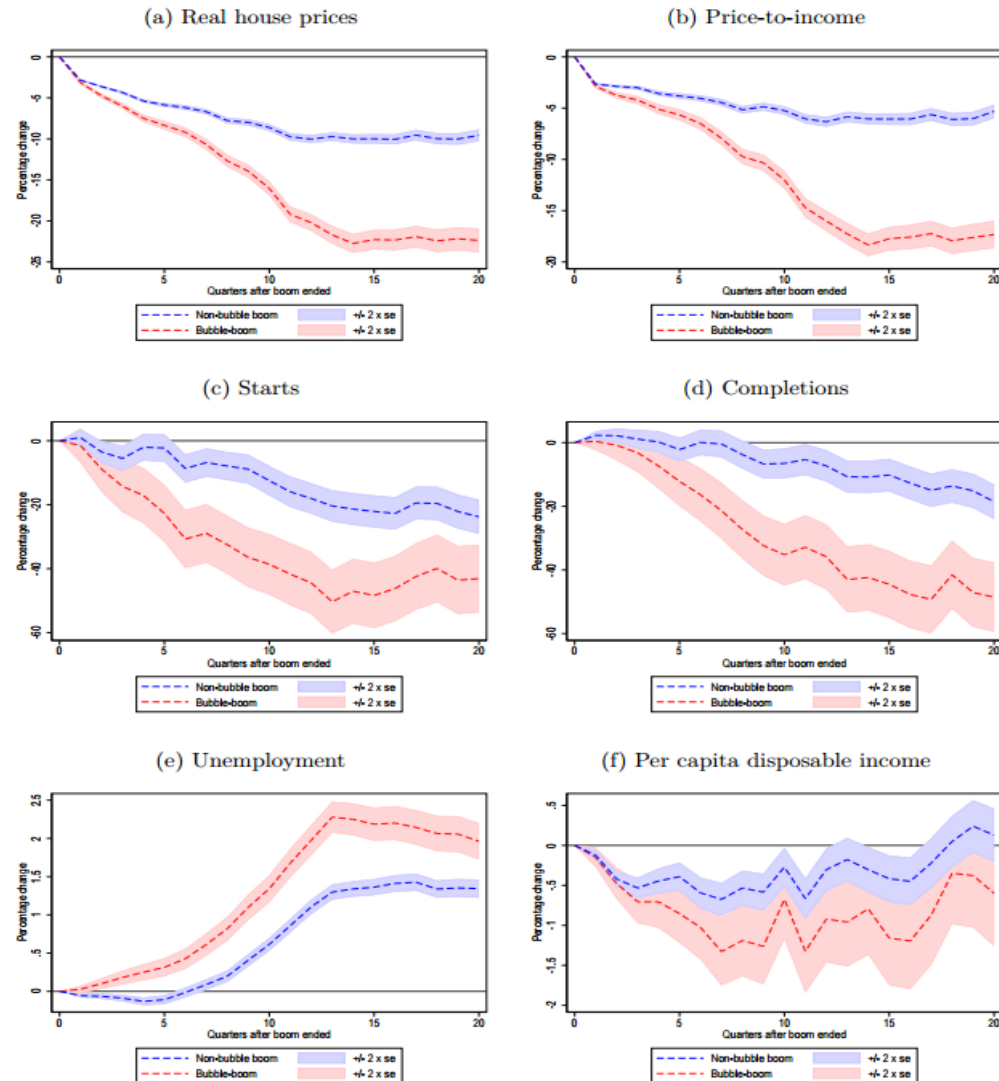 (a) Real house prices
Percentage change
0
-5
-10
-15
-20
-25
0 5 10 15 20
Quarters after boom ended
Non-bubble boom +/- 2 x se
Bubble-boom +/- 2 x se
(b) Price-to-income
Percentage change
0
-5
-10
-15
-20
0 5 10 15 20
Quarters after boom ended
Non-bubble boom +/- 2 x se
Bubble-boom +/- 2 x se
(c) Starts
Percentage change
0
-20
-40
-60
0 5 10 15 20
Quarters after boom ended
Non-bubble boom +/- 2 x se
Bubble-boom +/- 2 x se
(d) Completions
Percentage change
0
-20
-40
-60
0 5 10 15 20
Quarters after boom ended
Non-bubble boom +/- 2 x se
Bubble-boom +/- 2 x se
(e) Unemployment
Percentage change
2.5
2
1.5
1
.5
0
0 5 10 15 20
Quarters after boom ended
Non-bubble boom +/- 2 x se
Bubble-boom +/- 2 x se
(f) Per capita disposable income
Percentage change
.5
0
-.5
-1
-1.5
-2
0 5 10 15 20
Quarters after boom ended
Non-bubble boom +/- 2 x se
Bubble-boom +/- 2 x se